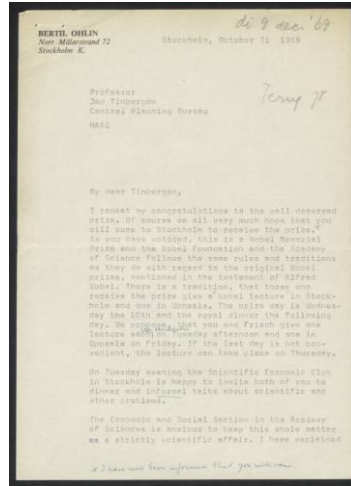 di 9 dec '69
BERTIL OHLIN
Norr Mälarstrand 72
Stockholm K.
Stockholm, October 31 1969
Professor
Jan Tinbergen
Central Planning Bureau
HAAG
My dear Tinbergen,
I repeat my congratulations to the well deserved
prize. Of course we all very much hope that you
will come to Stockholm to receive the prize.
As you have noticed, this is a Nobel Memorial
Prize and the Nobel Foundation and the Academy
of Science follows the same rules and traditions
as they do with regard to the original Nobel
prizes, mentioned in the testament of Alfred
Nobel. There is a tradition, that those who
receive the prize give a Nobel lecture in Stock-
holm and one in Uppsala. The prize day is Wednes-
day the 10th and the royal dinner the following
day. We propose, that you and Frisch give one
lecture each on Tuesday afternoon and one in
Uppsala on Friday. If the last day is not con-
venient, the lecture can take place on Thursday.
On Tuesday evening the Scientific Economic Club
in Stockholm is happy to invite both of you to
dinner and informal talks about scientific and
other problems.
The Economic and Social Section in the Academy
of Sciences is anxious to keep this whole matter
as a strictly scientific affair. I have explained
x I have now been informed that you will come